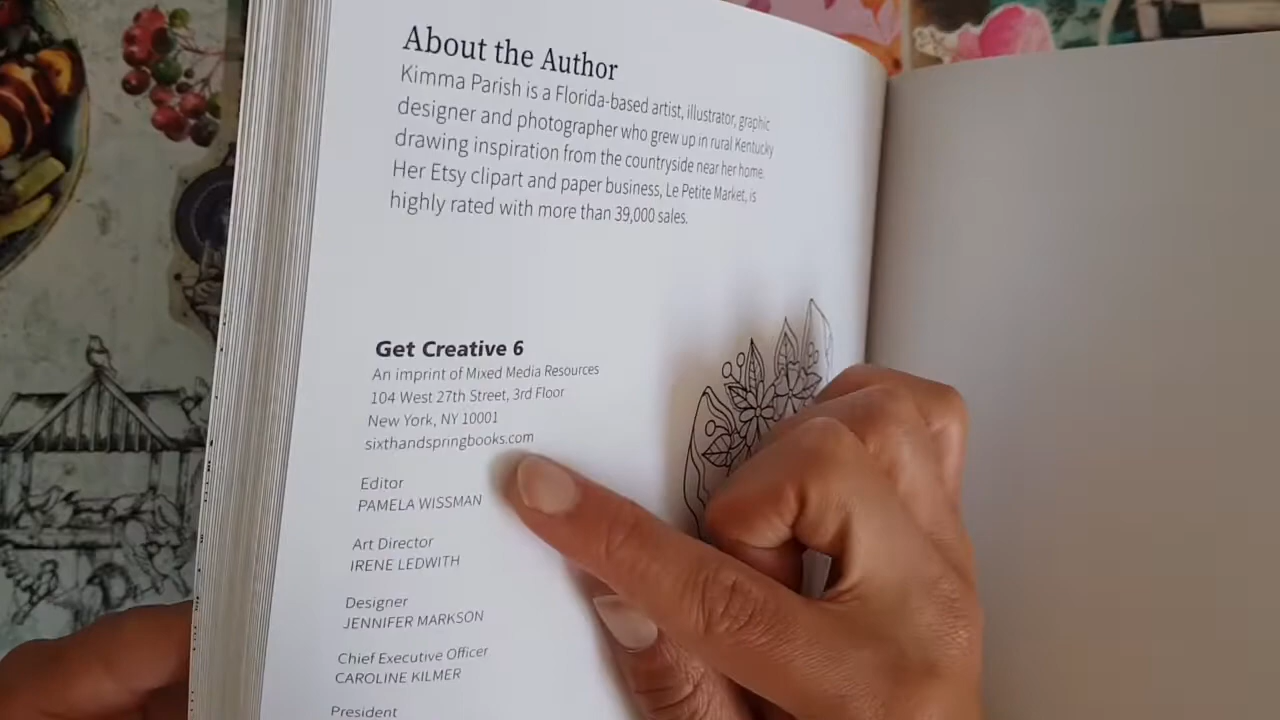 About the Author
Kimma Parish is a Florida-based artist, illustrator, graphic
designer and photographer who grew up in rural Kentucky
drawing inspiration from the countryside near her home.
Her Etsy clipart and paper business, Le Petite Market, is
highly rated with more than 39,000 sales.
Get Creative 6
An imprint of Mixed Media Resources
104 West 27th Street, 3rd Floor
New York, NY 10001
sixthandspringbooks.com
Editor
PAMELA WISSMAN
Art Director
IRENE LEDWITH
Designer
JENNIFER MARKSON
Chief Executive Officer
CAROLINE KILMER
President